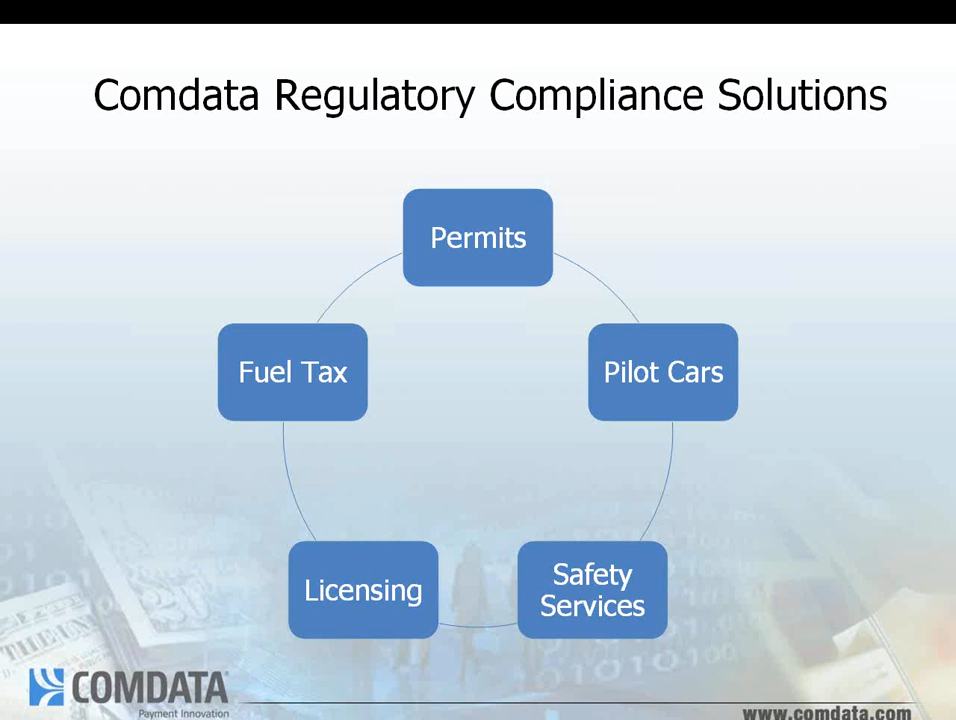 Comdata Regulatory Compliance Solutions
Permits
Fuel Tax
Pilot Cars
Licensing
Safety
Services
COMDATA
Payment Innovation
www.comdata.com